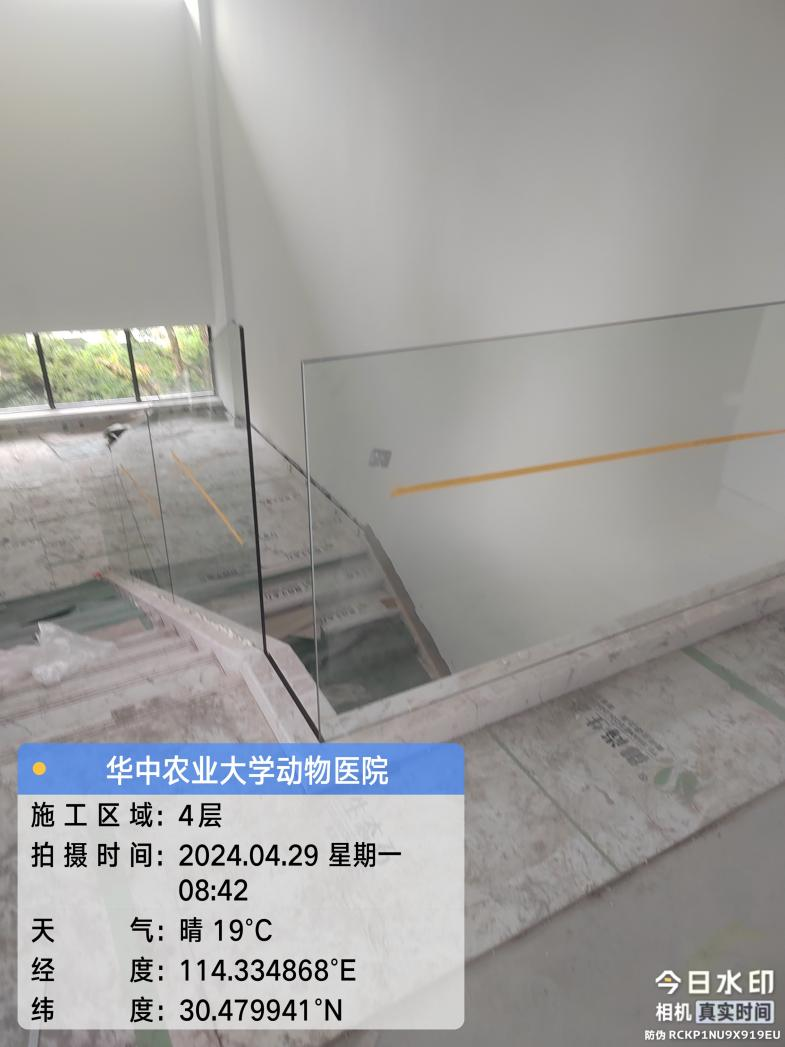 华中农业大学动物医院
施工区域：4层
拍摄时间：2024.04.29 星期一
08:42
天气：晴 19°C
经度：114.334868°E
纬度：30.479941°N
今日水印
相机 真实时间
防伪 RCKP1NU9X919EU